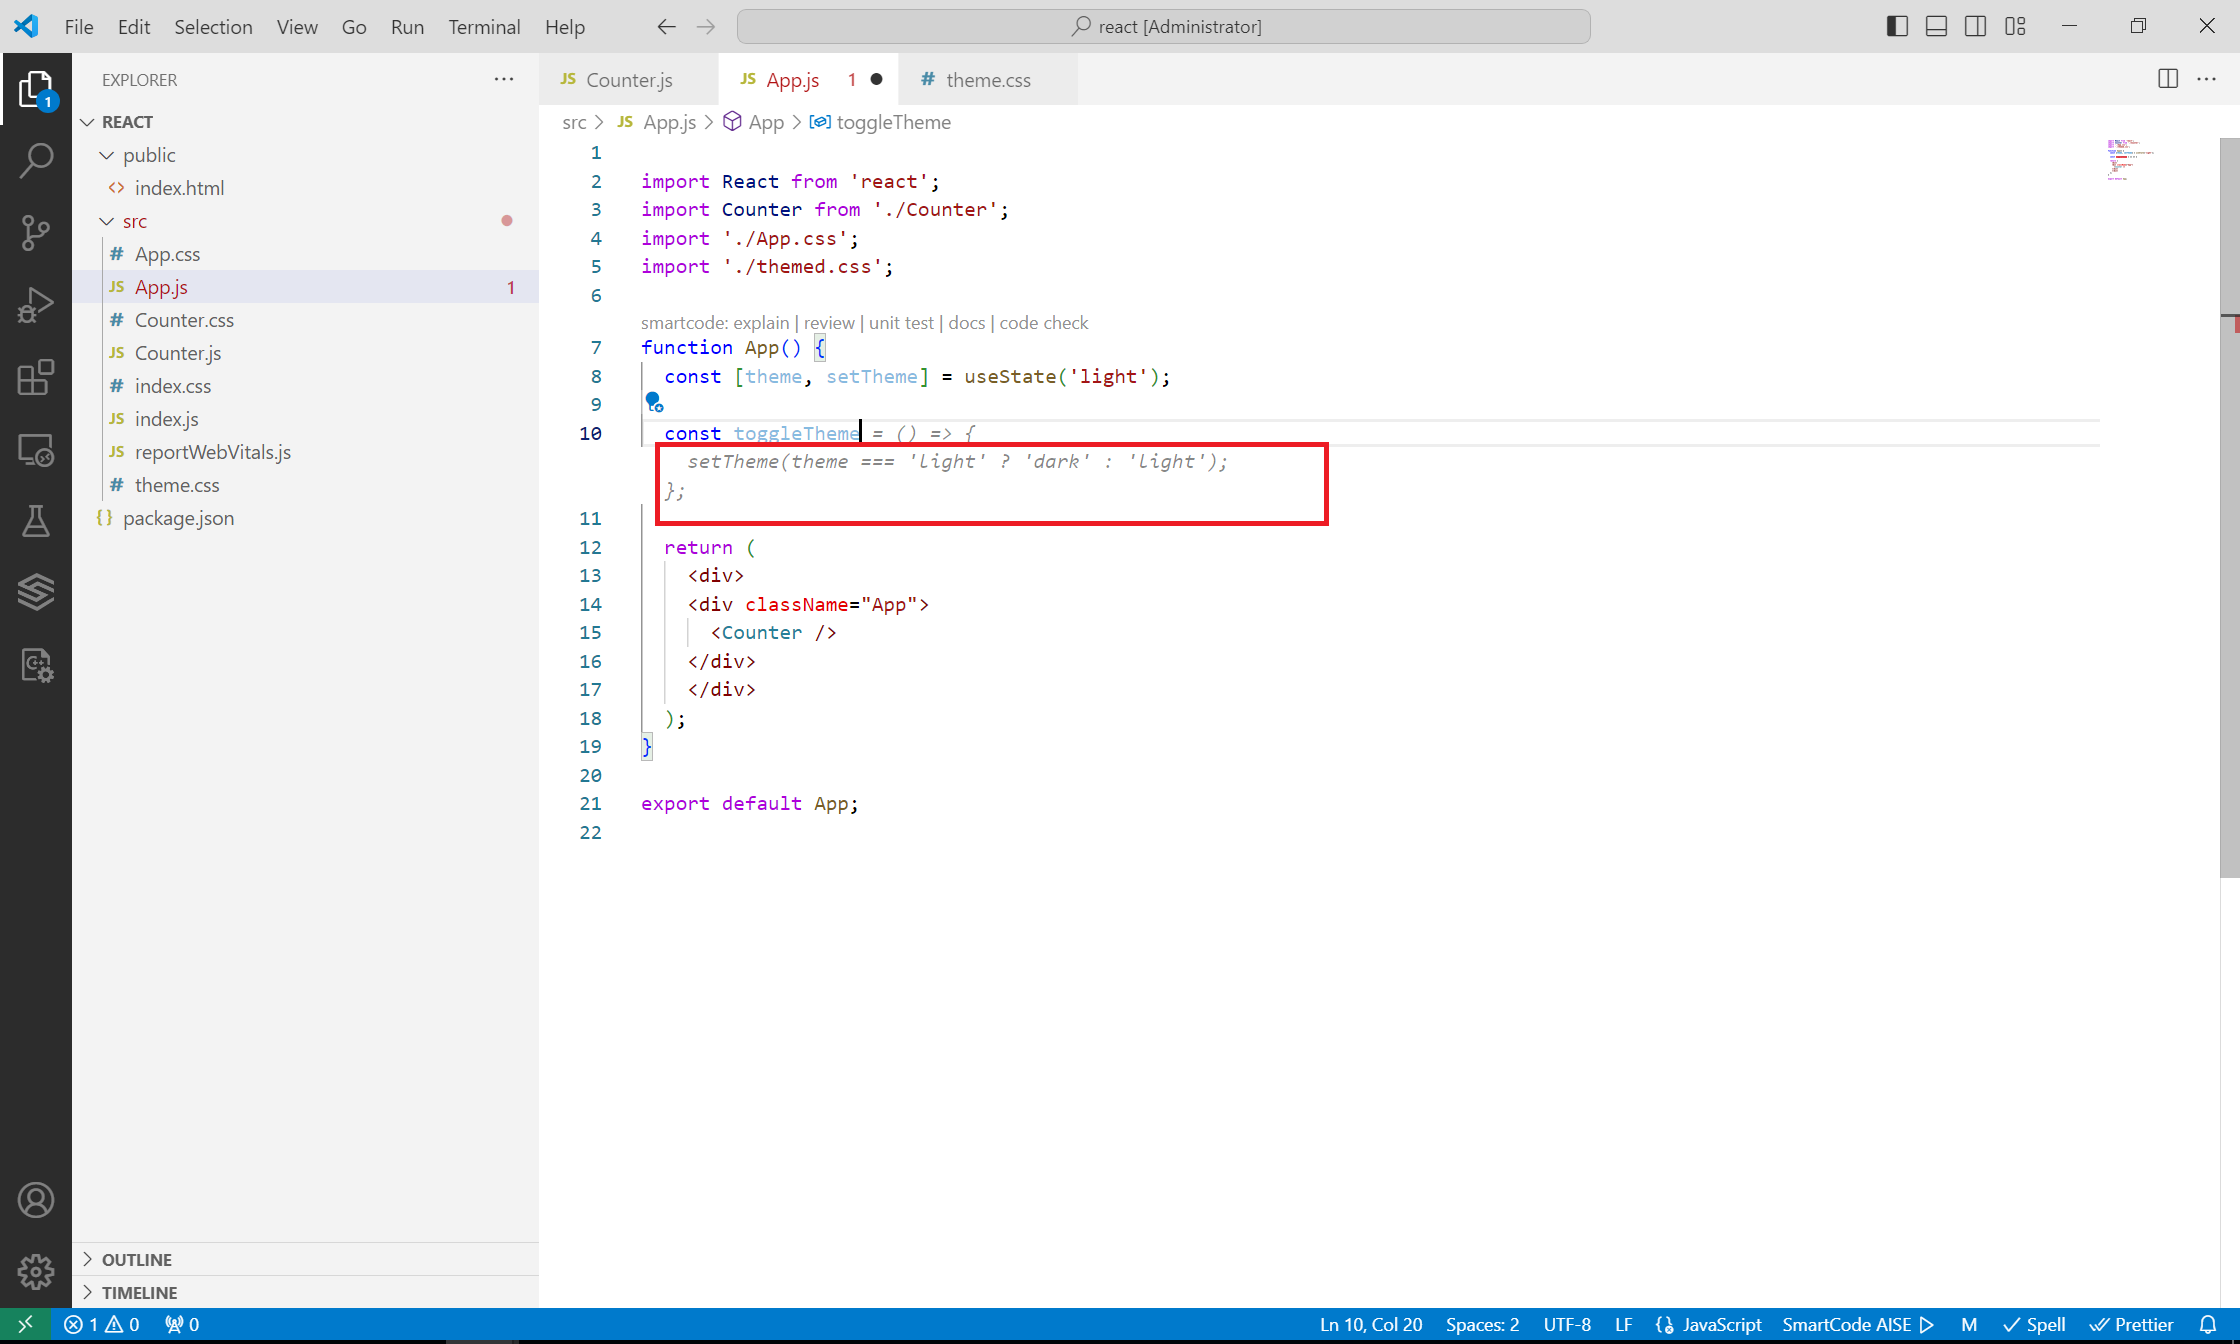 File Edit Selection View Go Run Terminal Help
react [Administrator]
1
EXPLORER
REACT
public
<> index.html
src
# App.css
JS App.js 1
# Counter.css
JS Counter.js
# index.css
JS index.js
JS reportWebVitals.js
# theme.css
{} package.json
OUTLINE
TIMELINE
JS Counter.js
JS App.js 1
# theme.css
src > JS App.js > App > toggleTheme
1
2 import React from 'react';
3 import Counter from './Counter';
4 import './App.css';
5 import './themed.css';
6
smartcode: explain | review | unit test | docs | code check
7 function App() {
8 const [theme, setTheme] = useState('light');
9
10 const toggleTheme = () => {
setTheme(theme === 'light' ? 'dark' : 'light');
};
11
12 return (
13 <div>
14 <div className="App">
15 <Counter />
16 </div>
17 </div>
18 );
19 }
20
21 export default App;
22
1 0 0
Ln 10, Col 20 Spaces: 2 UTF-8 LF {} JavaScript SmartCode AISE M Spell Prettier